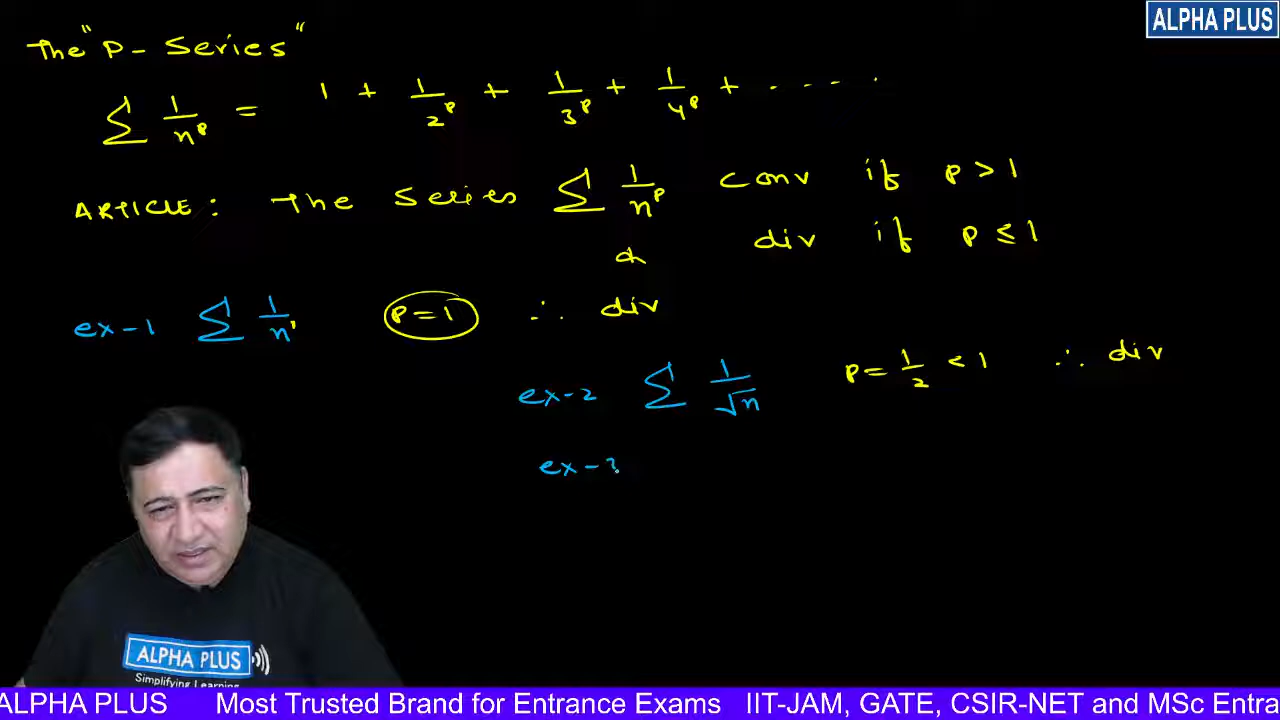 The "P - Series"
ALPHA PLUS
∑ 1/n^p = 1 + 1/2^p + 1/3^p + 1/4^p + . . . . .
ARTICLE : The Series ∑ 1/n^p conv if p > 1
& div if p ≤ 1
ex-1 ∑ 1/n^1 P=1 ∴ div
ex-2 ∑ 1/√n p = 1/2 < 1 ∴ div
ex-3
ALPHA PLUS
Simplifying Learning
ALPHA PLUS Most Trusted Brand for Entrance Exams IIT-JAM, GATE, CSIR-NET and MSc Entra